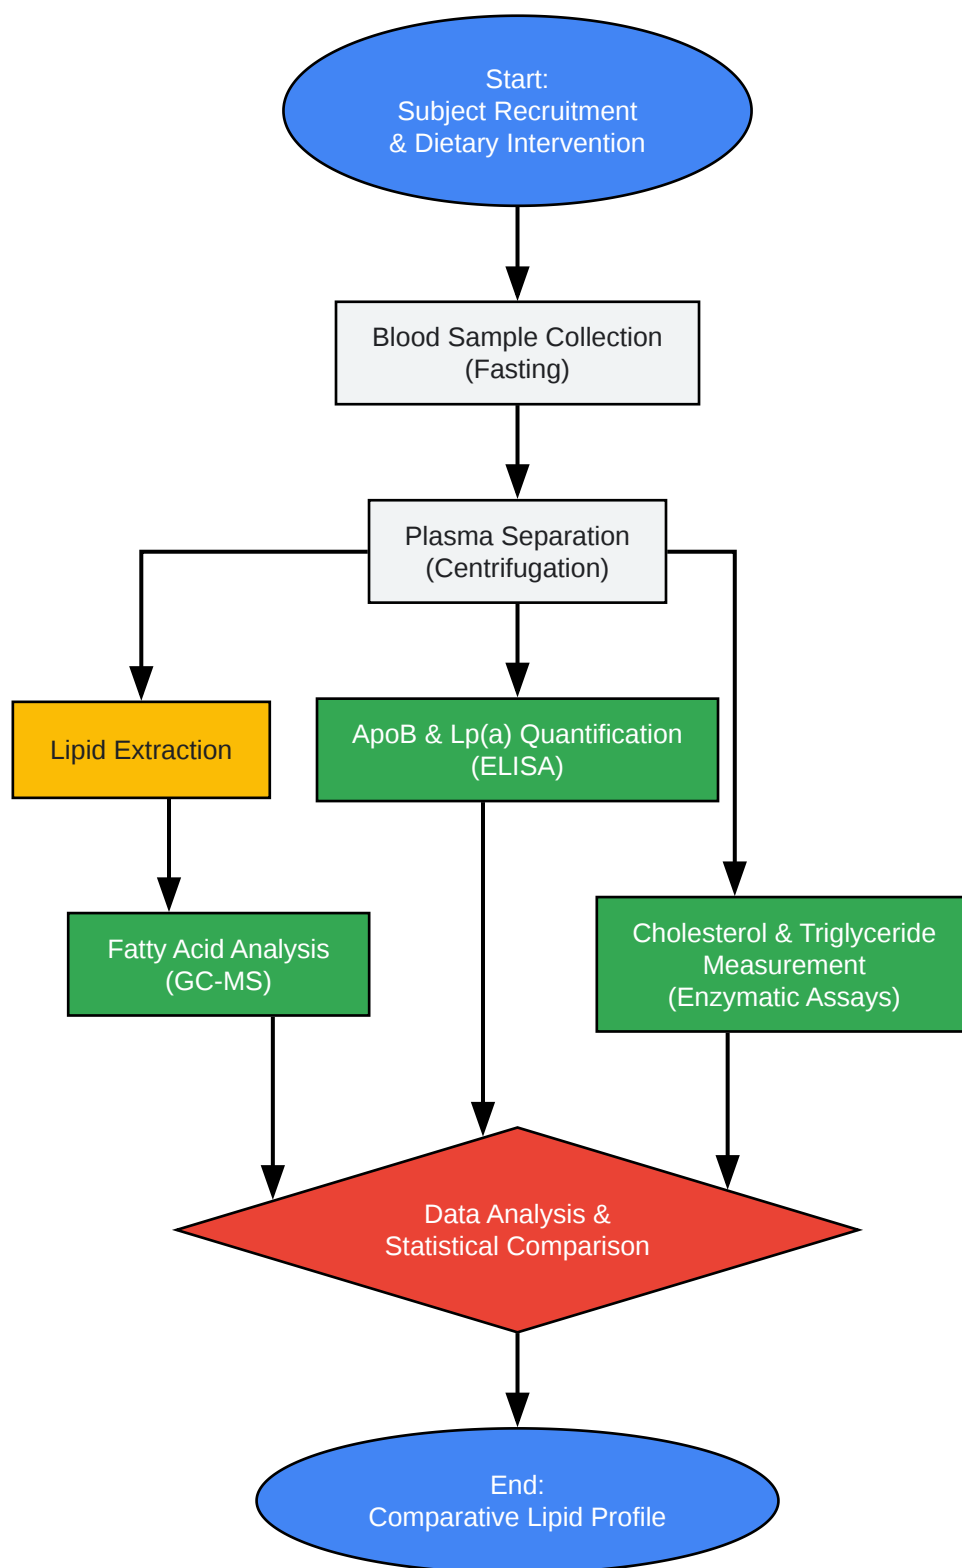 Start:
Subject Recruitment
& Dietary Intervention
Blood Sample Collection
(Fasting)
Plasma Separation
(Centrifugation)
Lipid Extraction
ApoB & Lp(a) Quantification
(ELISA)
Fatty Acid Analysis
(GC-MS)
Cholesterol & Triglyceride
Measurement
(Enzymatic Assays)
Data Analysis &
Statistical Comparison
End:
Comparative Lipid Profile